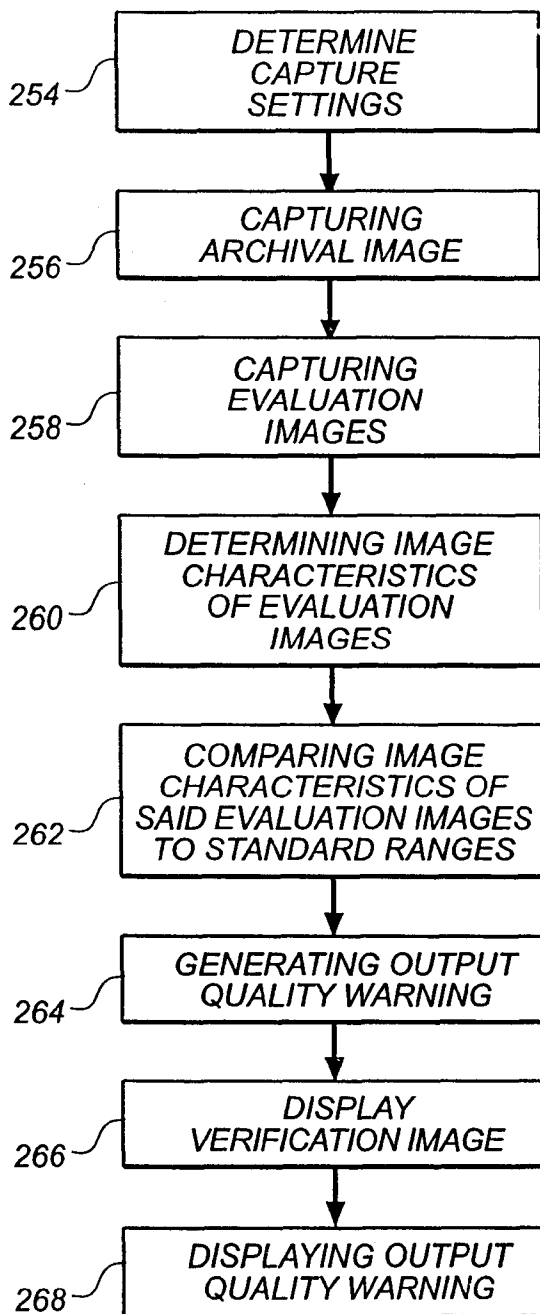 DETERMINE
CAPTURE
SETTINGS
254
CAPTURING
ARCHIVAL IMAGE
256
CAPTURING
EVALUATION
IMAGES
258
DETERMINING IMAGE
CHARACTERISTICS
OF EVALUATION
IMAGES
260
COMPARING IMAGE
CHARACTERISTICS OF
SAID EVALUATION IMAGES
TO STANDARD RANGES
262
GENERATING OUTPUT
QUALITY WARNING
264
DISPLAY
VERIFICATION IMAGE
266
DISPLAYING OUTPUT
QUALITY WARNING
268